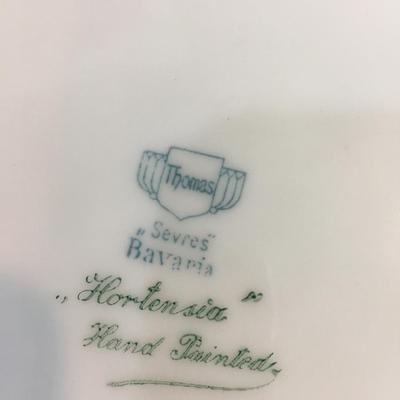 Thomas
„Sevres"
Bavaria
„Hortensia"
Hand Painted